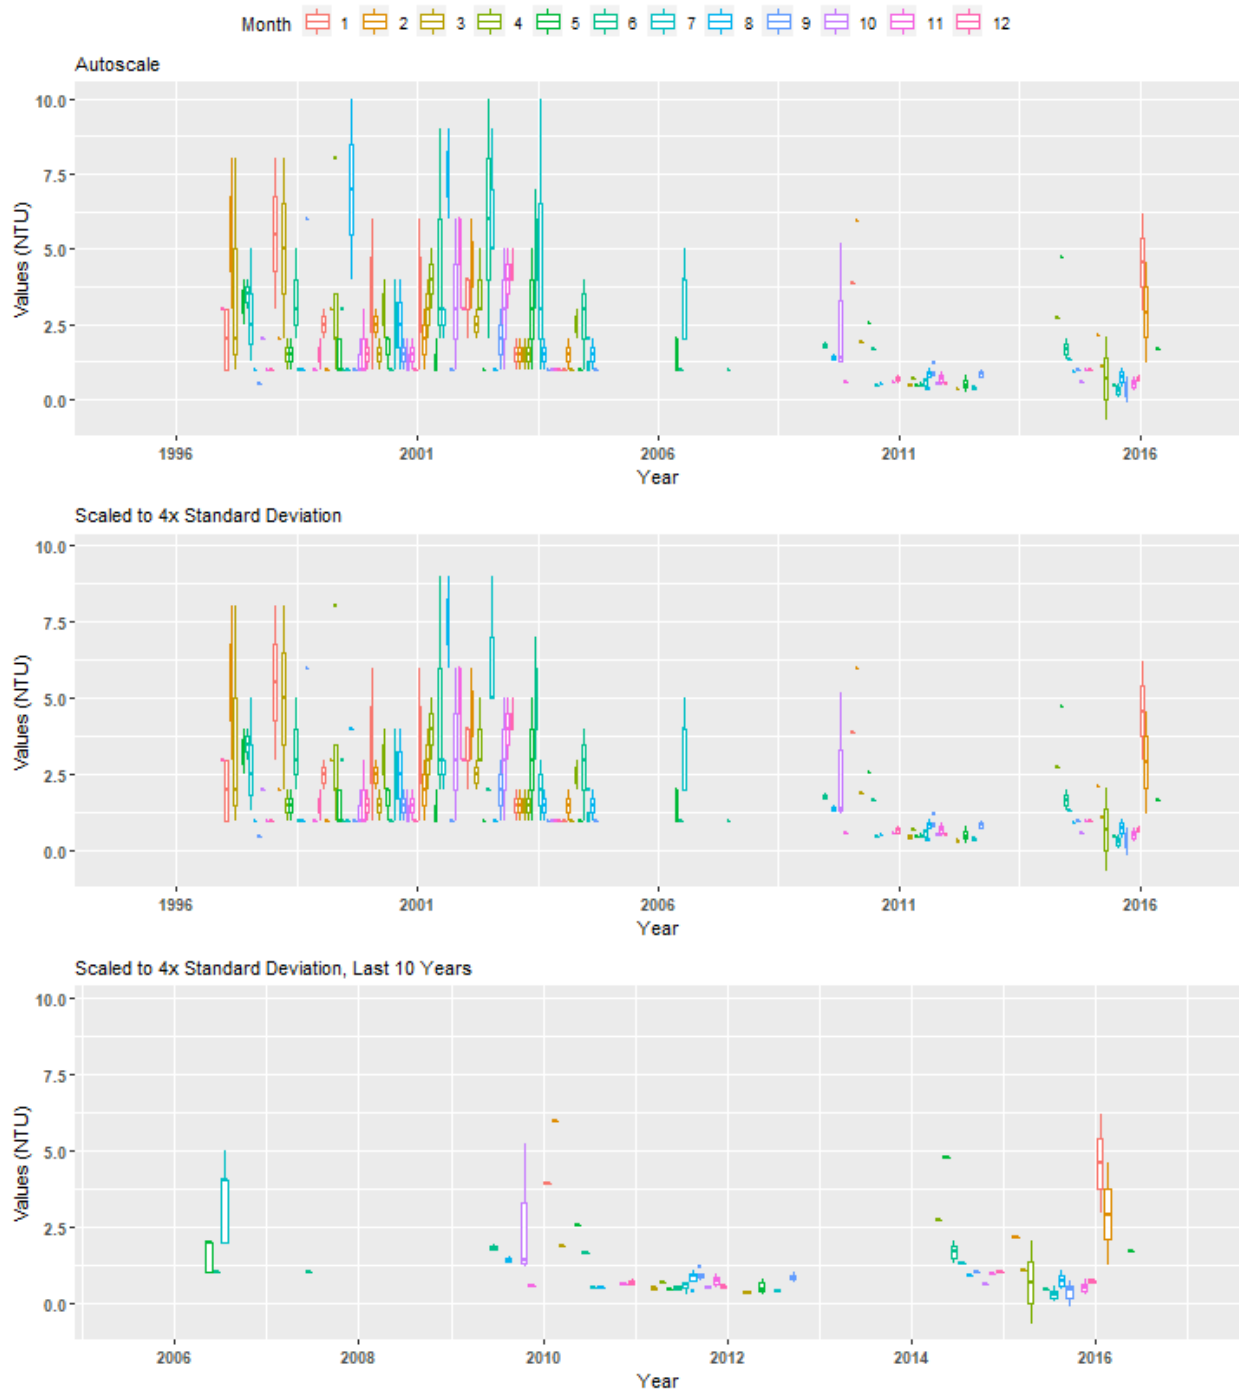 Month 1 2 3 4 5 6 7 8 9 10 11 12
Autoscale
10.0
7.5
5.0
2.5
0.0
Values (NTU)
1996 2001 2006 2011 2016
Year
Scaled to 4x Standard Deviation
10.0
7.5
5.0
2.5
0.0
Values (NTU)
1996 2001 2006 2011 2016
Year
Scaled to 4x Standard Deviation, Last 10 Years
10.0
7.5
5.0
2.5
0.0
Values (NTU)
2006 2008 2010 2012 2014 2016
Year